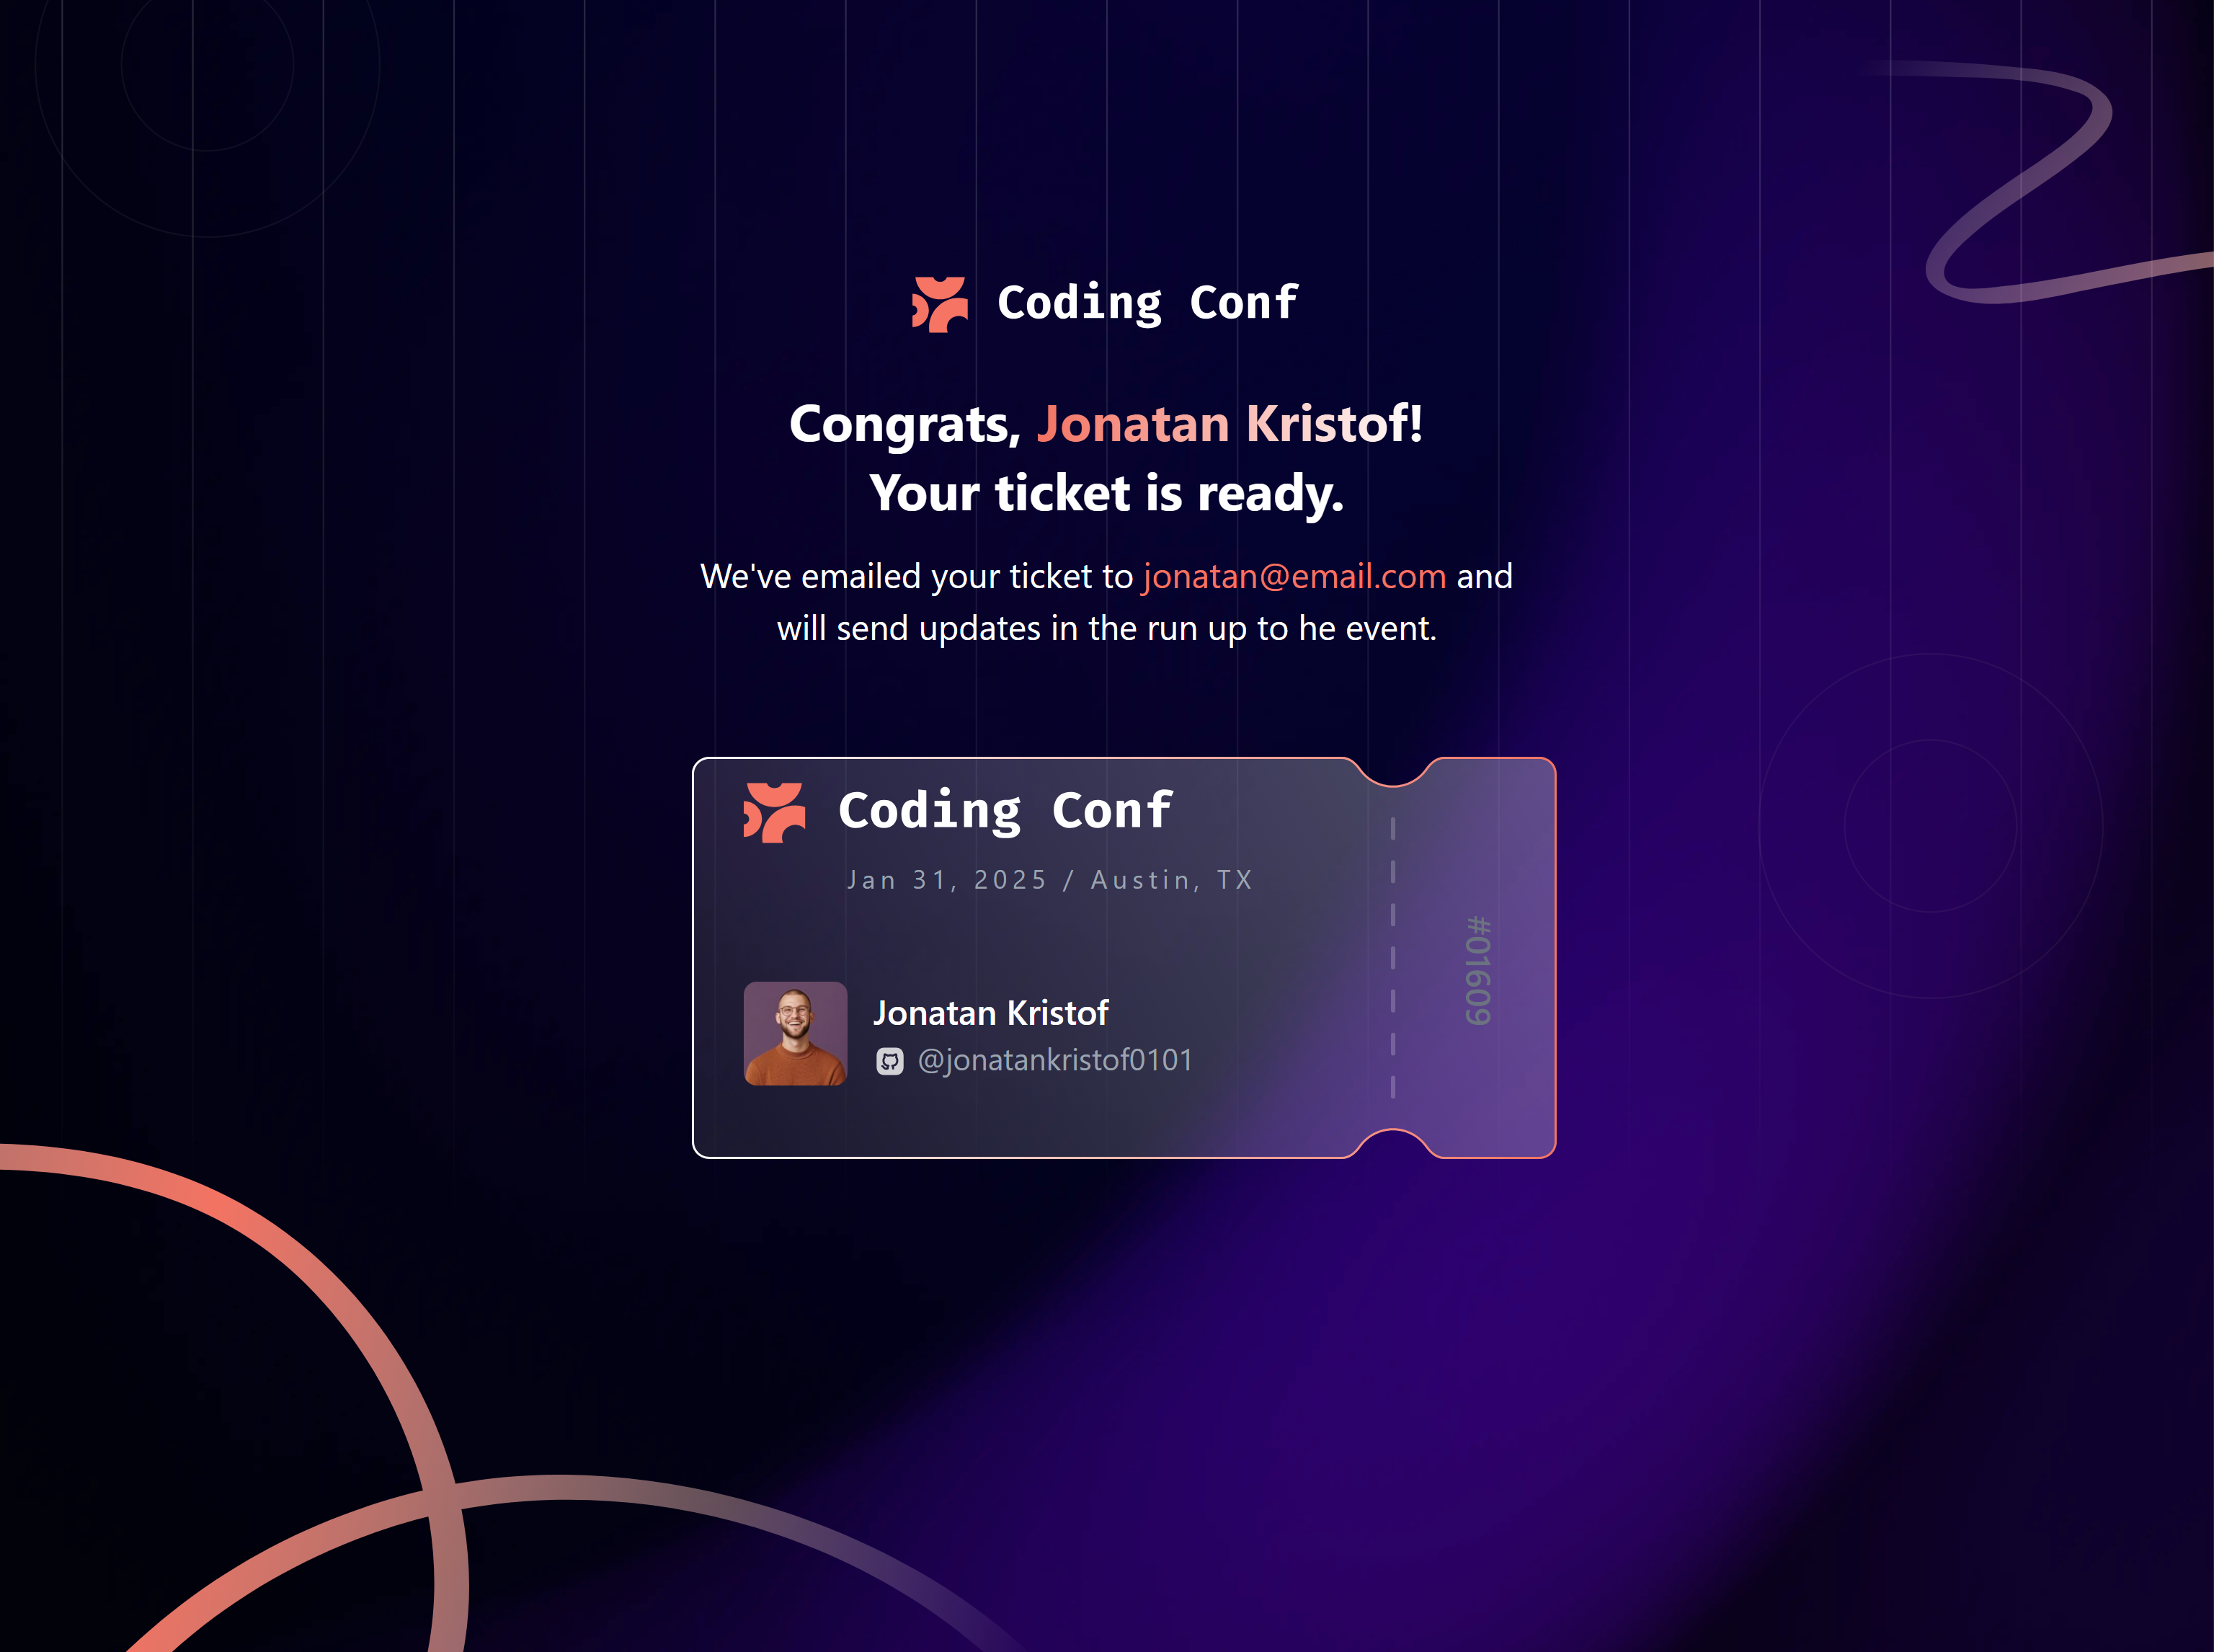 Coding Conf
Congrats, Jonatan Kristof!
Your ticket is ready.
We've emailed your ticket to jonatan@email.com and
will send updates in the run up to he event.
Coding Conf
Jan 31, 2025 / Austin, TX
Jonatan Kristof
@jonatankristof0101
#01609